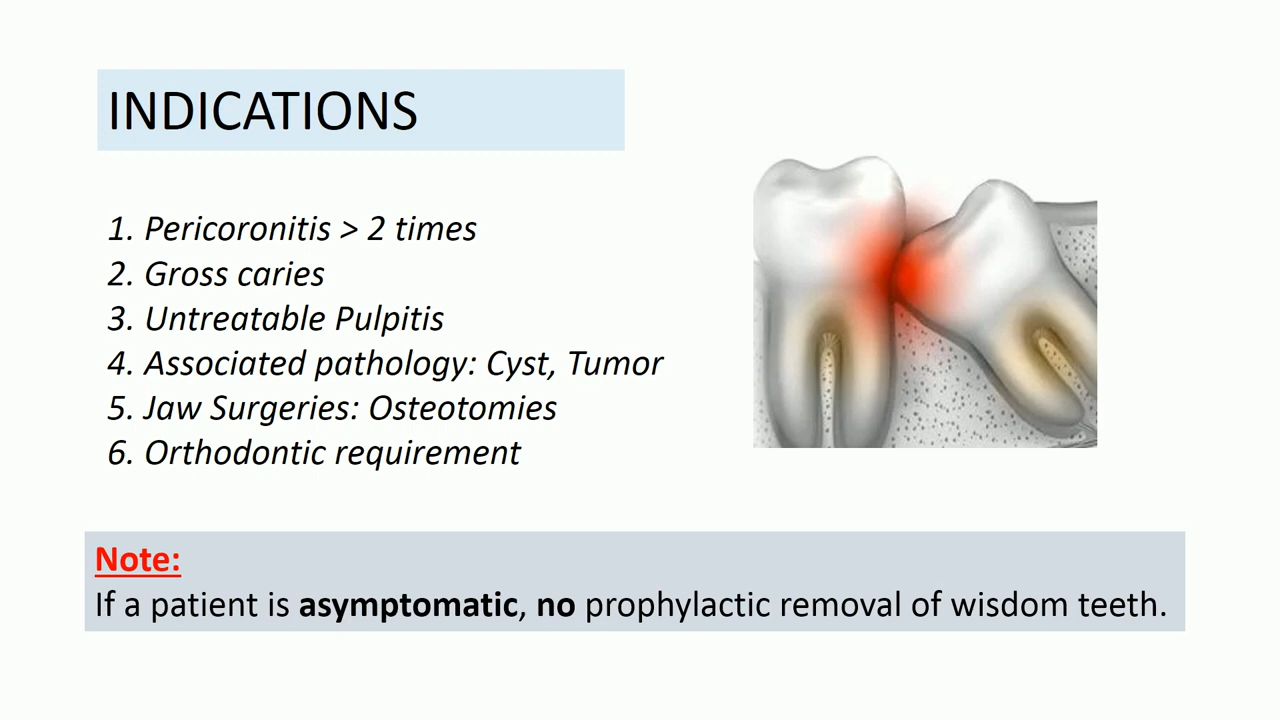 INDICATIONS
1. Pericoronitis > 2 times
2. Gross caries
3. Untreatable Pulpitis
4. Associated pathology: Cyst, Tumor
5. Jaw Surgeries: Osteotomies
6. Orthodontic requirement
Note:
If a patient is asymptomatic, no prophylactic removal of wisdom teeth.